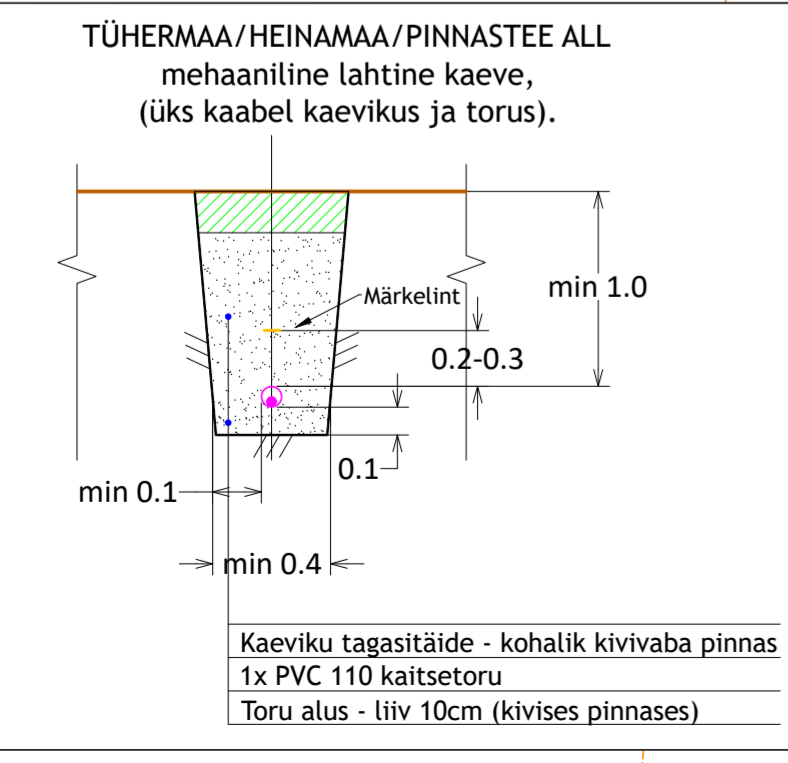 TÜHERMAA/HEINAMAA/PINNASTEE ALL
mehaaniline lahtine kaeve,
(üks kaabel kaevikus ja torus).
Märkelint
min 1.0
0.2-0.3
0.1
min 0.1
min 0.4
Kaeviku tagasitäide - kohalik kivivaba pinnas
1x PVC 110 kaitsetoru
Toru alus - liiv 10cm (kivises pinnases)